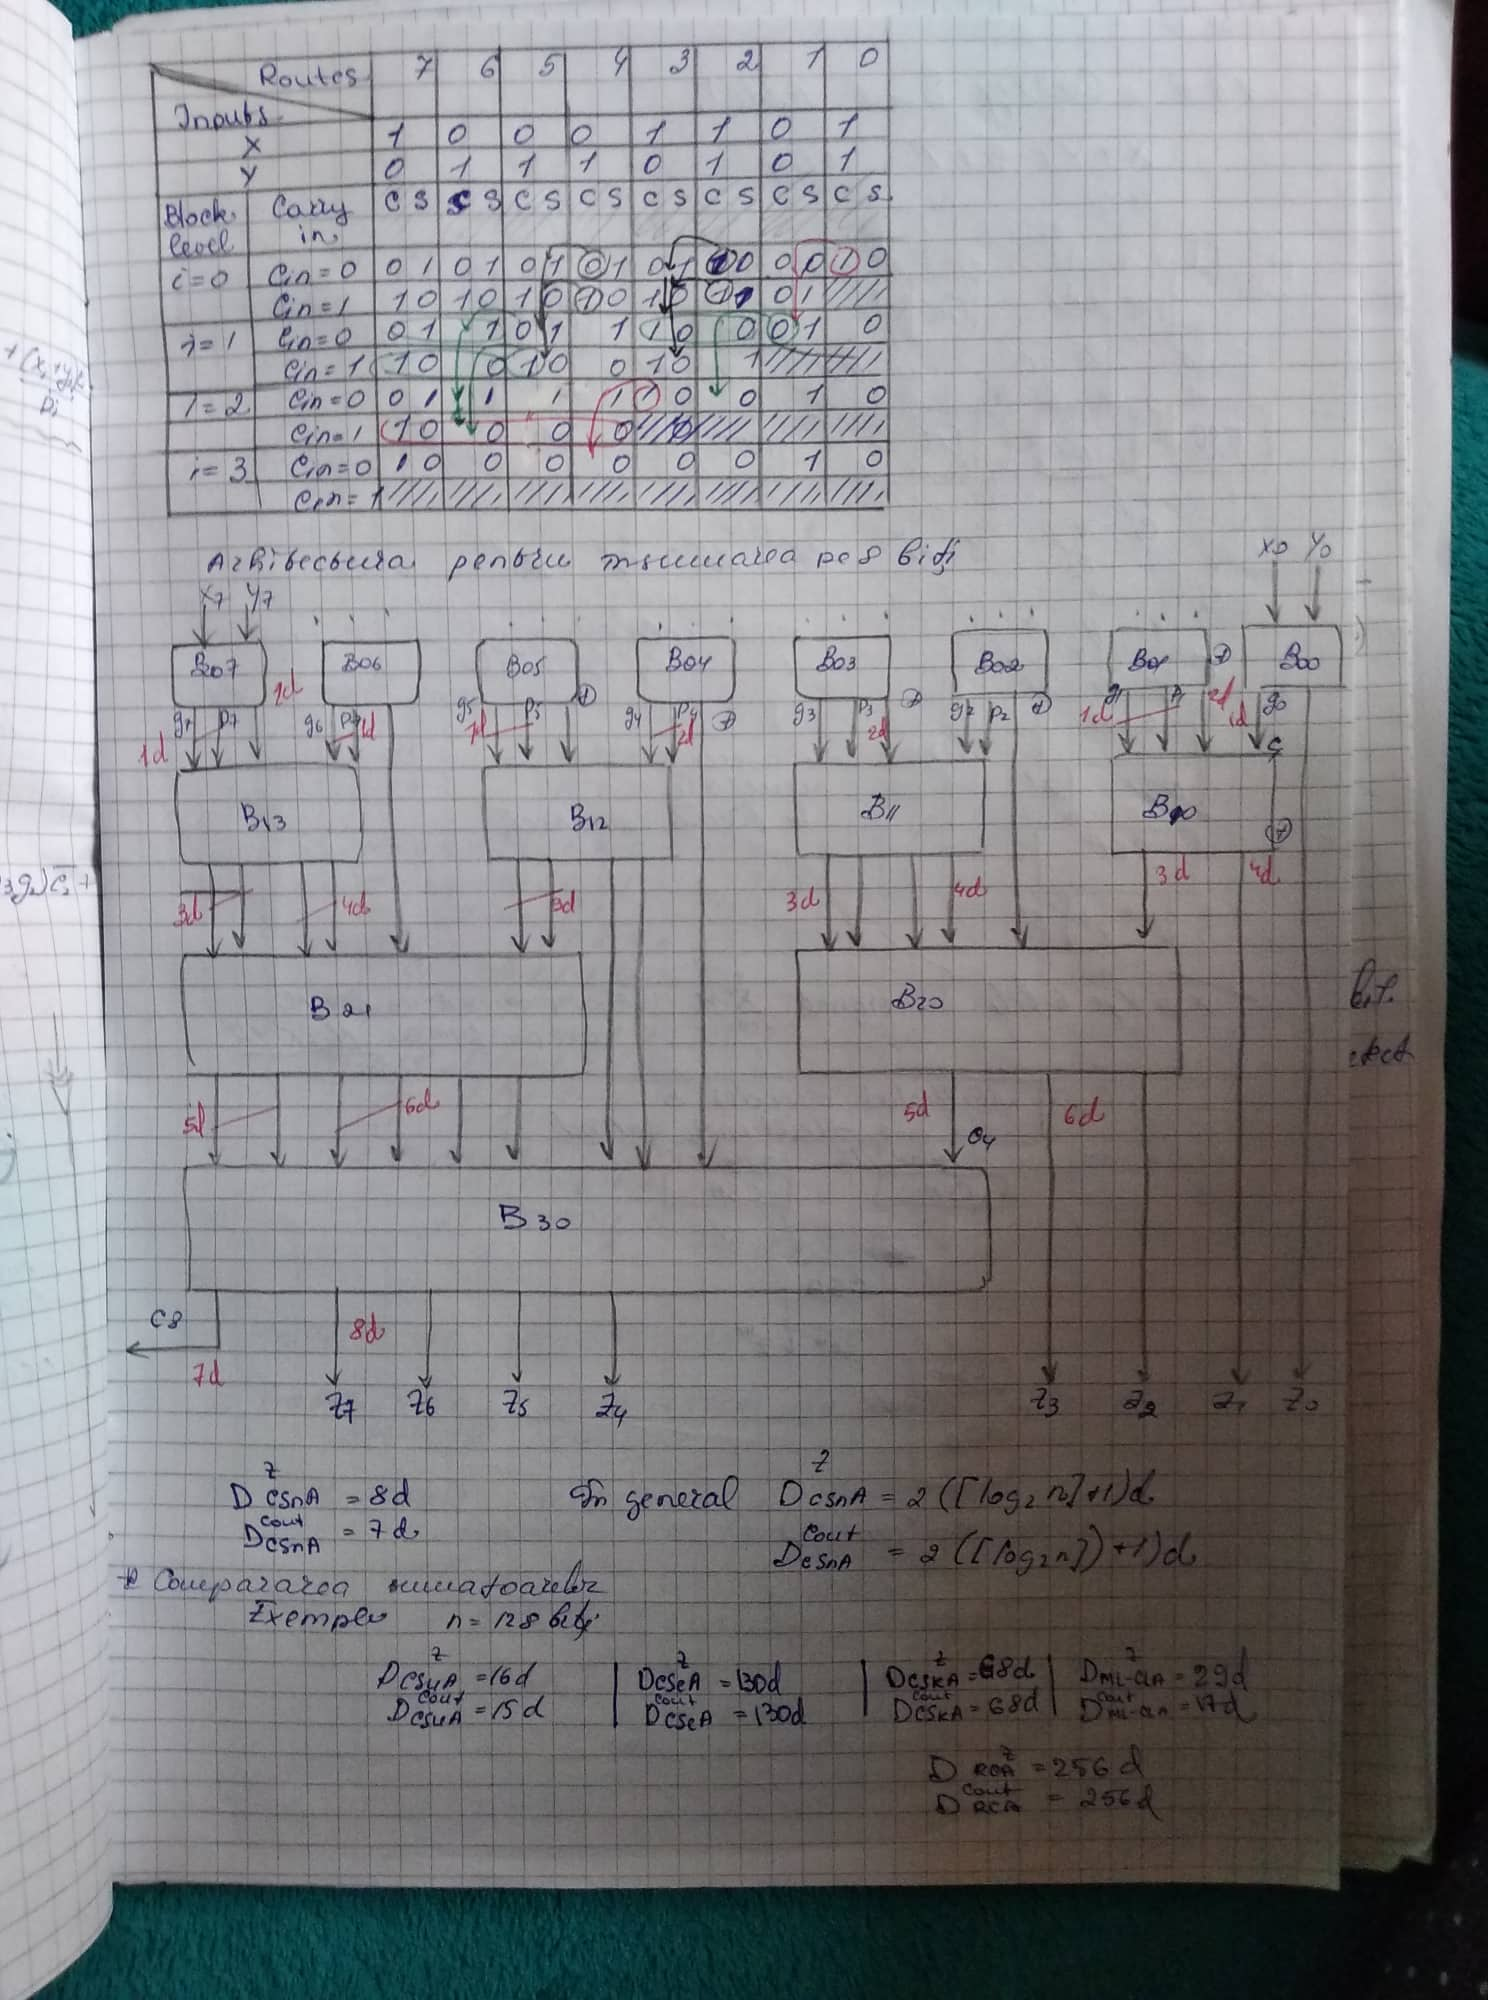 Routes 7 6 5 4 3 2 1 0
Inputs
X 1 0 0 0 1 1 0 1
Y 0 1 1 1 0 1 0 1
Block level Carry in C S C S C S C S C S C S C S C S
i=0 Cin=0 0 1 0 1 0 1 0 1 0 1 1 0 0 0 1 0
Cin=1 1 0 1 0 1 0 1 0 1 0 1 1 0 1
i=1 Cin=0 0 1 1 0 1 1 1 0 0 0 1 0
Cin=1 1 0 0 1 0 0 1 0 1
i=2 Cin=0 0 1 1 1 1 1 0 0 1 0
Cin=1 1 0 0 0 0
i=3 Cin=0 1 0 0 0 0 0 0 1 0
Cin=1
Arhitectura pentru însumarea pe 8 biți
X7 Y7 X0 Y0
B07 B06 B05 B04 B03 B02 B01 B00
g7 p7 1d g6 1d g5 p5 g4 p4 g3 p3 g2 p2 g1 g0
1d 1d 2d 2d 1d 2d 1d
B13 B12 B11 B10
3d 4d 3d 3d 4d 3d 4d
B21 B20
5d 6d 5d 6d
C4
B30
C8 8d
7d
Z7 Z6 Z5 Z4 Z3 Z2 Z1 Z0
D CSnA z = 8d În general D CSnA z = 2([log2 n]+1)d
D CSnA cout = 7d D CSnA cout = 2([log2 n])+1)d
Compararea sumatoarelor
Exemplu n = 128 biți
D CSuA z = 16d | D CSeA z = 130d | D CSKA z = 68d | D ML-CLA z = 29d
D CSuA cout = 15d | D CSeA cout = 130d | D CSKA cout = 68d | D ML-CLA cout = 17d
D RCA z = 256d
D RCA cout = 256d